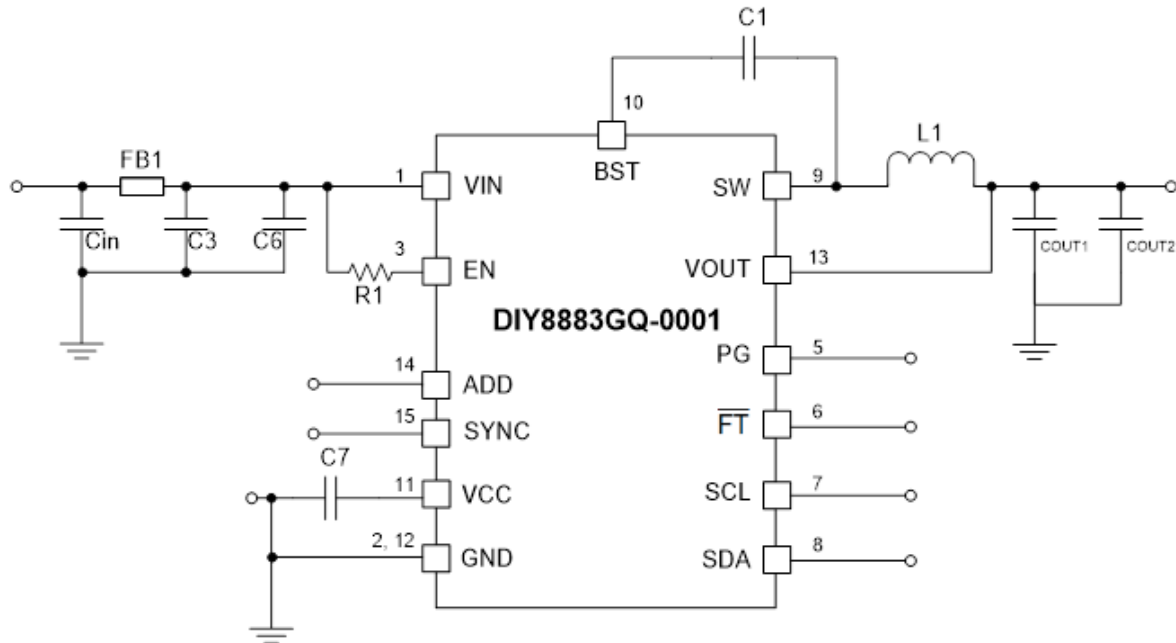 C1
10
BST
L1
FB1
1
VIN
SW
9
Cin
C3
C6
3
EN
R1
VOUT
13
COUT1
COUT2
DIY8883GQ-0001
PG
5
14
ADD
15
SYNC
FT
6
C7
11
VCC
SCL
7
2, 12
GND
SDA
8